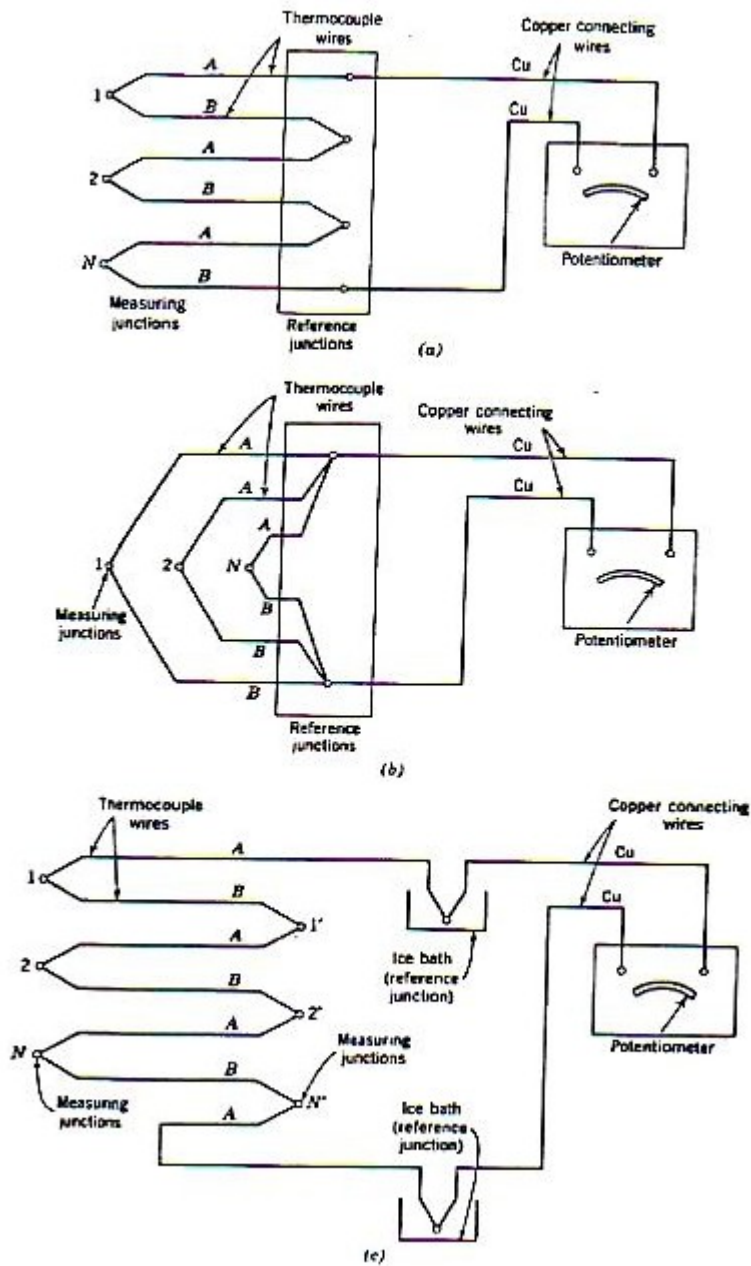 Thermocouple
wires
Copper connecting
wires
A
Cu
1
B
Cu
A
2
B
A
N
B
Potentiometer
Measuring
junctions
Reference
junctions
(a)
Thermocouple
wires
Copper connecting
wires
A
Cu
A
Cu
A
1
2
N
B
Measuring
junctions
B
B
Potentiometer
Reference
junctions
(b)
Thermocouple
wires
Copper connecting
wires
A
Cu
1
B
Cu
1'
A
Ice bath
(reference
junction)
2
B
2'
A
Potentiometer
N
Measuring
junctions
B
N'
Measuring
junctions
A
Ice bath
(reference
junction)
(c)